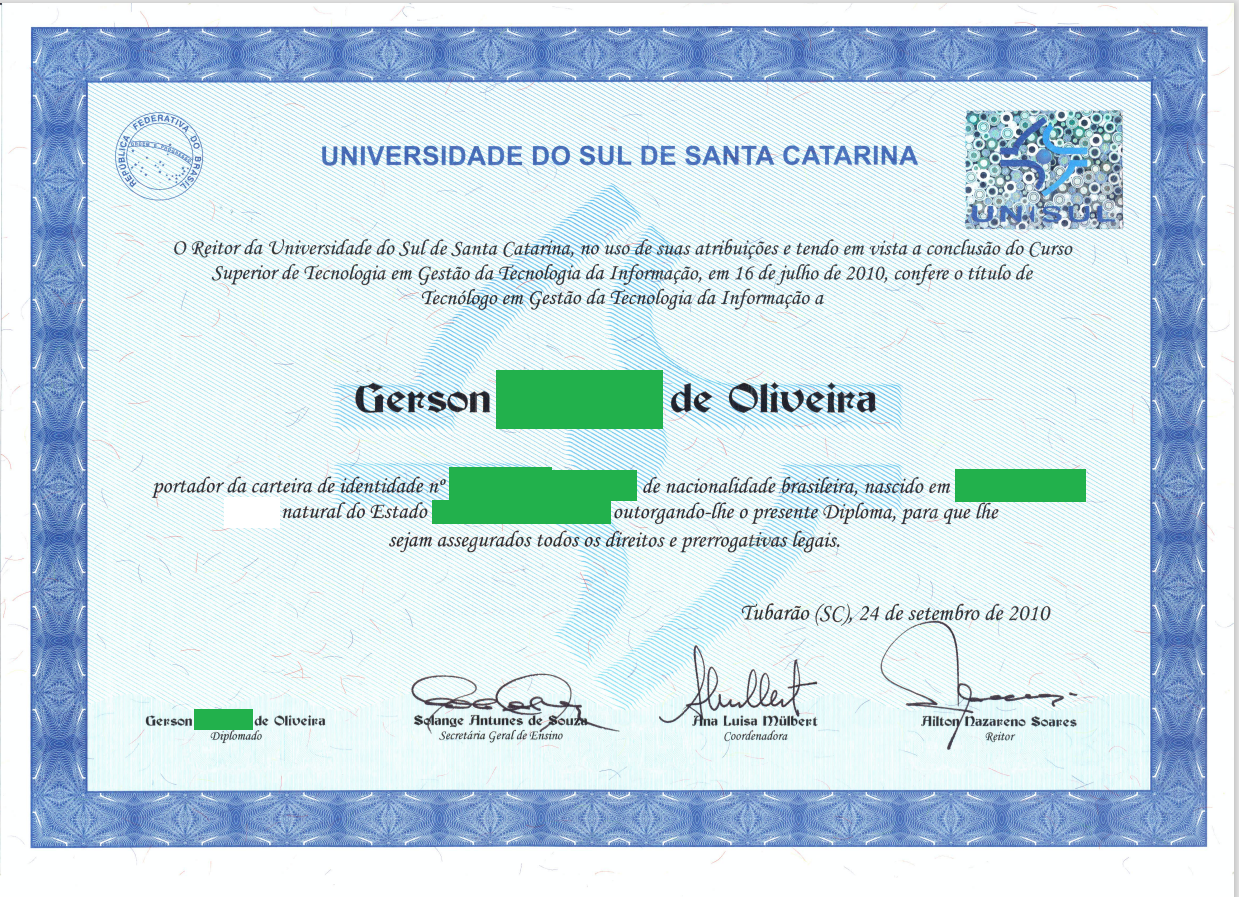 REPÚBLICA FEDERATIVA DO BRASIL
ORDEM E PROGRESSO
UNIVERSIDADE DO SUL DE SANTA CATARINA
UNISUL
O Reitor da Universidade do Sul de Santa Catarina, no uso de suas atribuições e tendo em vista a conclusão do Curso
Superior de Tecnologia em Gestão da Tecnologia da Informação, em 16 de julho de 2010, confere o título de
Tecnólogo em Gestão da Tecnologia da Informação a
Gerson de Oliveira
portador da carteira de identidade nº de nacionalidade brasileira, nascido em
natural do Estado outorgando-lhe o presente Diploma, para que lhe
sejam assegurados todos os direitos e prerrogativas legais.
Tubarão (SC), 24 de setembro de 2010
Gerson de Oliveira
Diplomado
Solange Antunes de Souza
Secretária Geral de Ensino
Ana Luisa Mülbert
Coordenadora
Ailton Nazareno Soares
Reitor